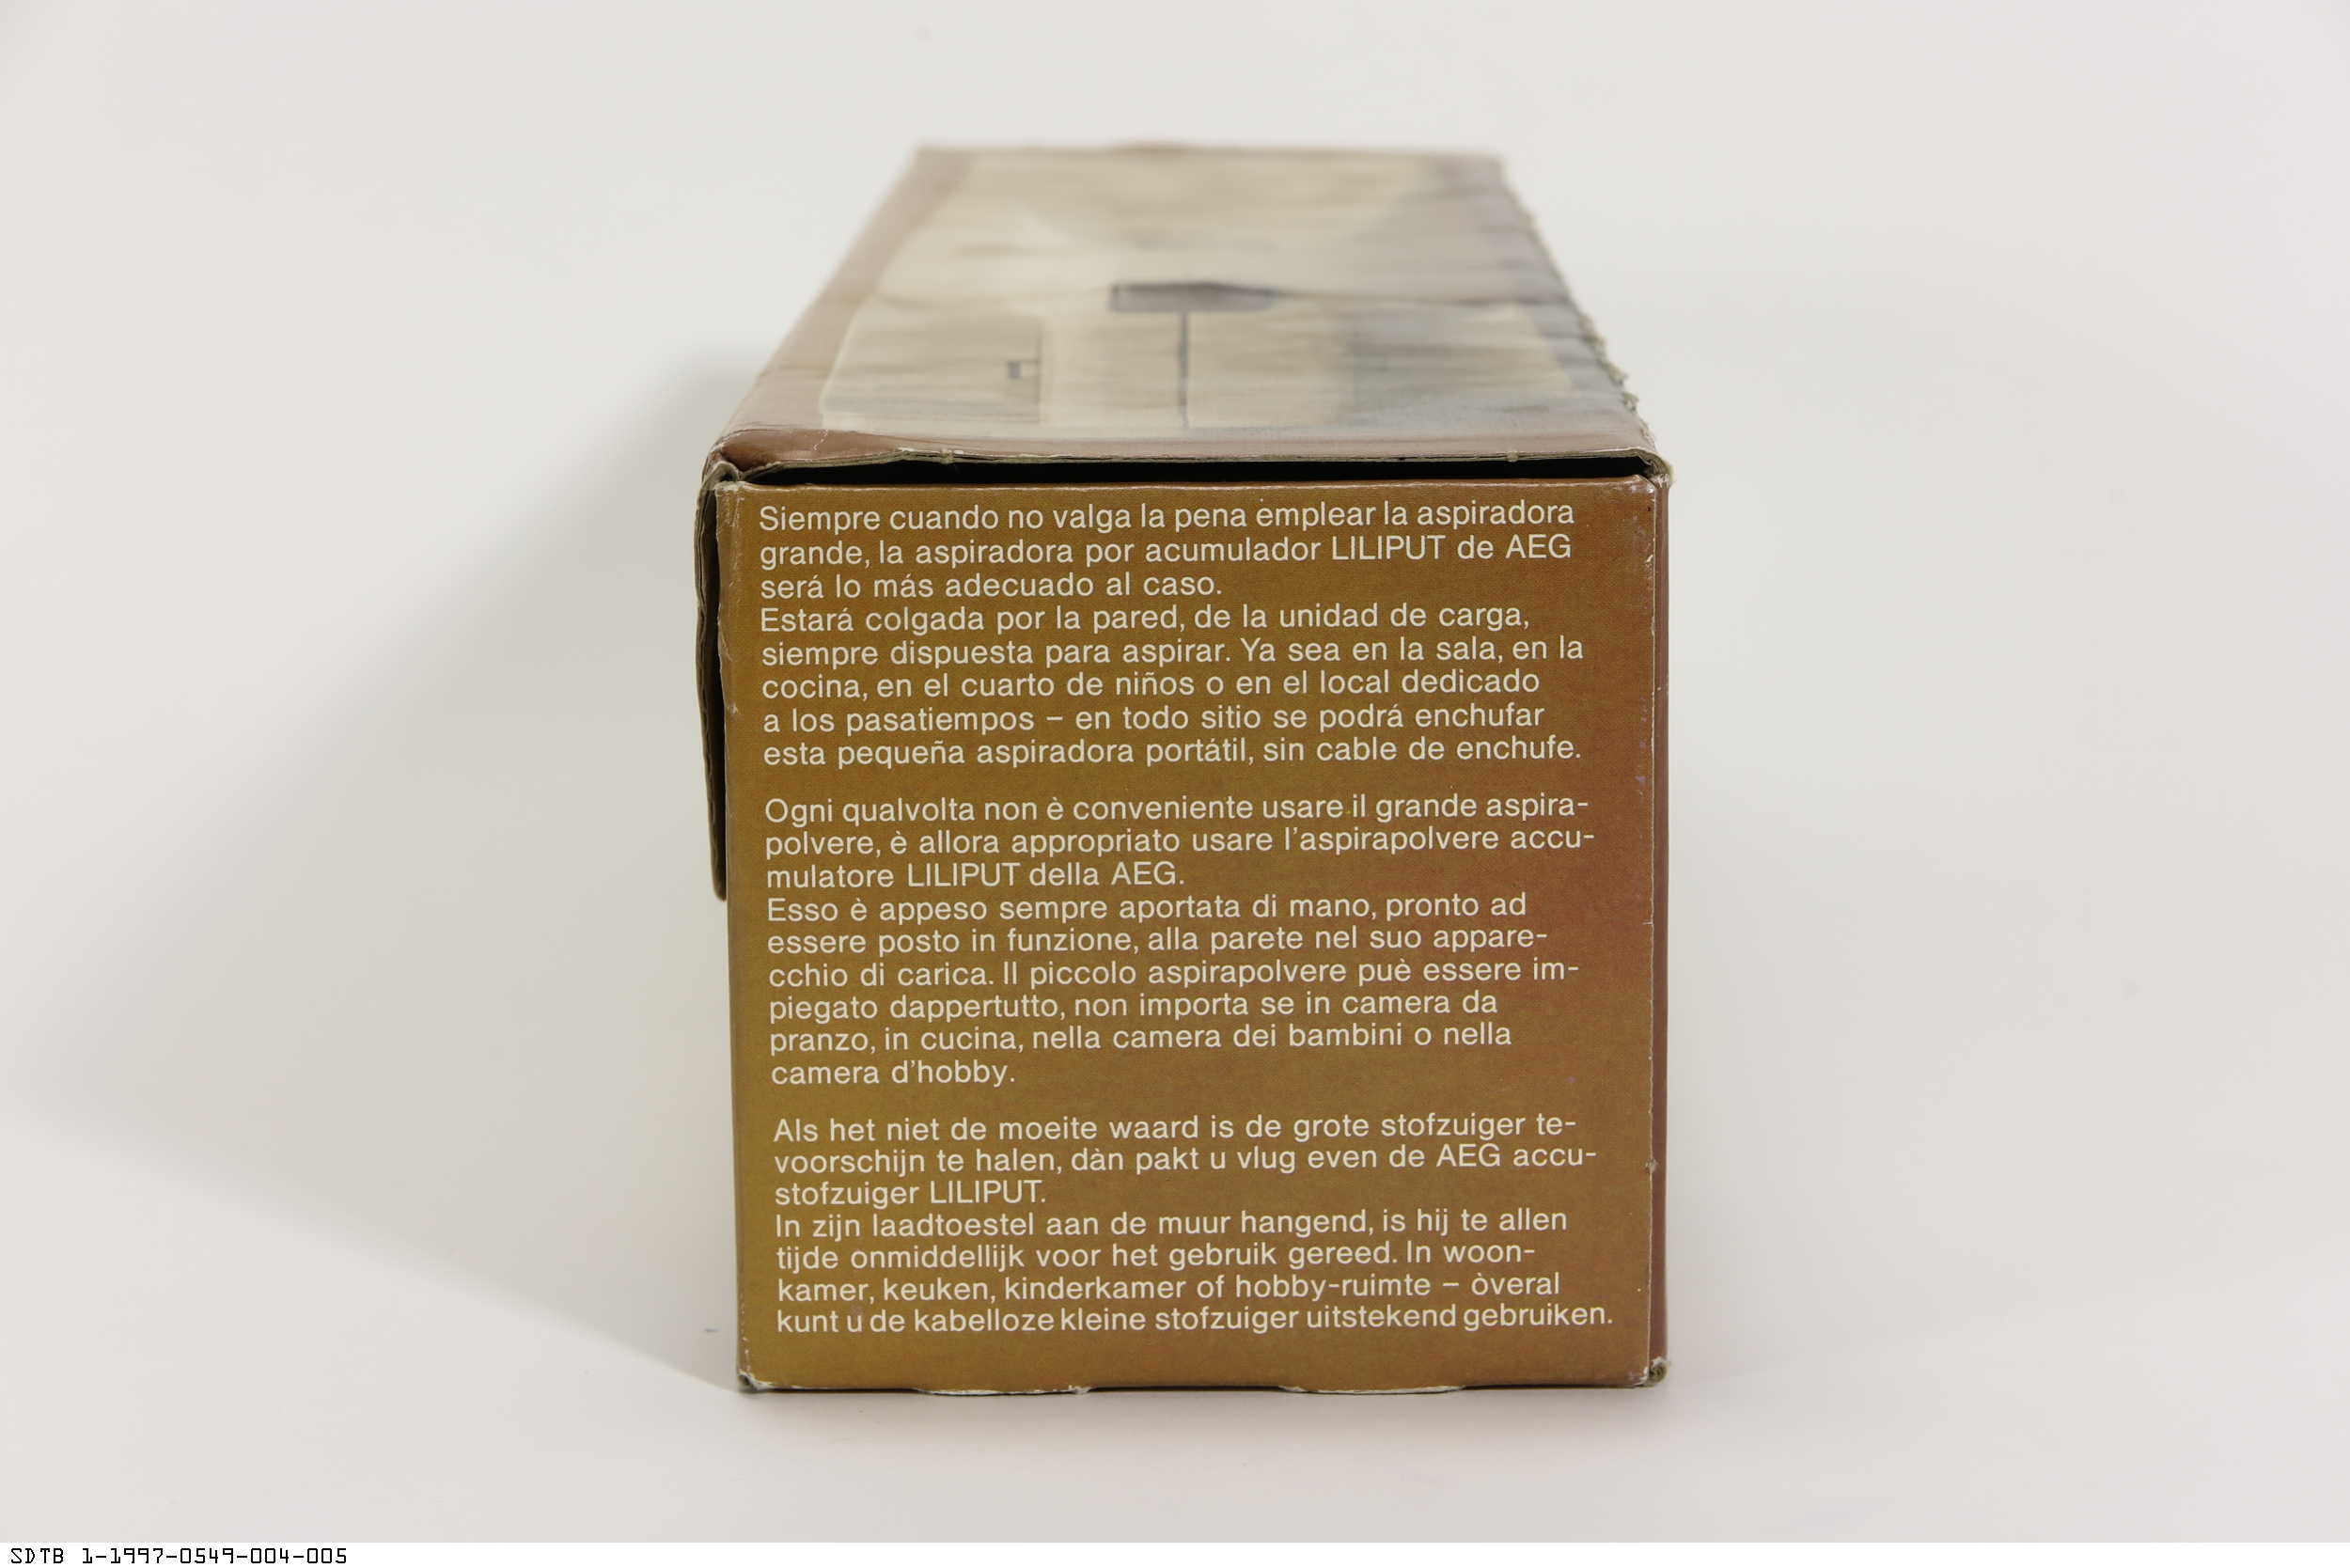 Siempre cuando no valga la pena emplear la aspiradora
grande, la aspiradora por acumulador LILIPUT de AEG
será lo más adecuado al caso.
Estará colgada por la pared, de la unidad de carga,
siempre dispuesta para aspirar. Ya sea en la sala, en la
cocina, en el cuarto de niños o en el local dedicado
a los pasatiempos – en todo sitio se podrá enchufar
esta pequeña aspiradora portátil, sin cable de enchufe.
Ogni qualvolta non è conveniente usare il grande aspira-
polvere, è allora appropriato usare l'aspirapolvere accu-
mulatore LILIPUT della AEG.
Esso è appeso sempre aportata di mano, pronto ad
essere posto in funzione, alla parete nel suo appare-
cchio di carica. Il piccolo aspirapolvere puè essere im-
piegato dappertutto, non importa se in camera da
pranzo, in cucina, nella camera dei bambini o nella
camera d'hobby.
Als het niet de moeite waard is de grote stofzuiger te-
voorschijn te halen, dàn pakt u vlug even de AEG accu-
stofzuiger LILIPUT.
In zijn laadtoestel aan de muur hangend, is hij te allen
tijde onmiddellijk voor het gebruik gereed. In woon-
kamer, keuken, kinderkamer of hobby-ruimte – òveral
kunt u de kabelloze kleine stofzuiger uitstekend gebruiken.
SDTB 1-1997-0549-004-005